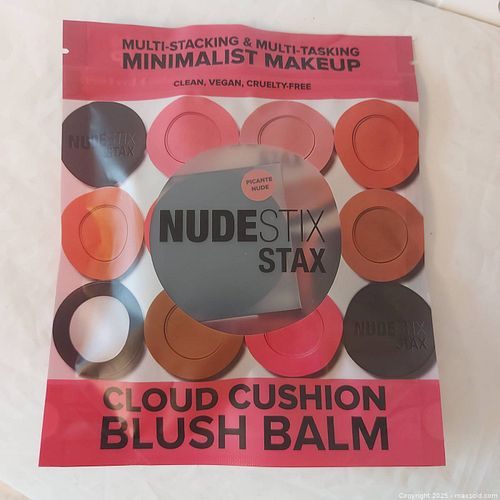 MULTI-STACKING & MULTI-TASKING
MINIMALIST MAKEUP
CLEAN, VEGAN, CRUELTY-FREE
NUDESTIX
STAX
PICANTE
NUDE
NUDESTIX
STAX
NUDESTIX
STAX
CLOUD CUSHION
BLUSH BALM
Copyright 2025 - maxsold.com